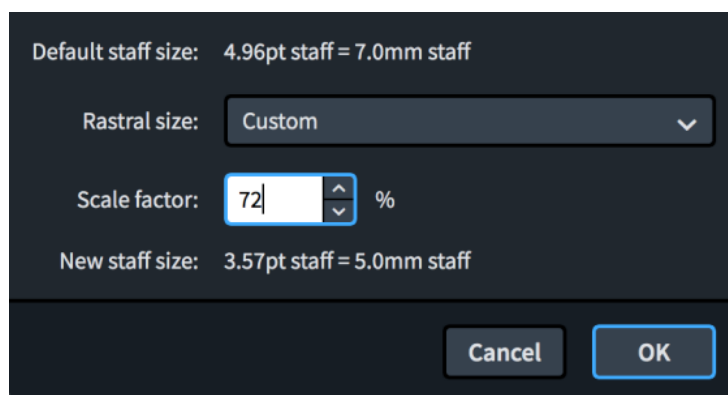 Default staff size: 4.96pt staff = 7.0mm staff
Rastral size: Custom
Scale factor: 72 %
New staff size: 3.57pt staff = 5.0mm staff
Cancel OK